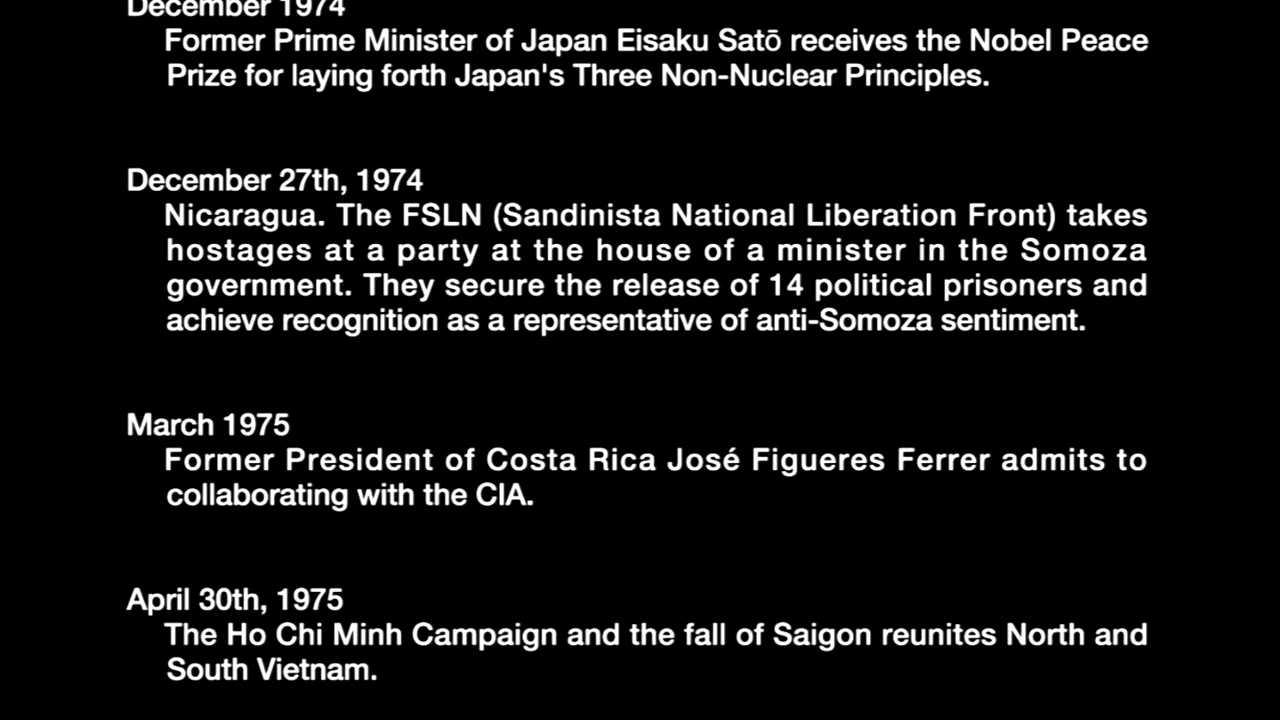 December 1974
Former Prime Minister of Japan Eisaku Satō receives the Nobel Peace
Prize for laying forth Japan's Three Non-Nuclear Principles.
December 27th, 1974
Nicaragua. The FSLN (Sandinista National Liberation Front) takes
hostages at a party at the house of a minister in the Somoza
government. They secure the release of 14 political prisoners and
achieve recognition as a representative of anti-Somoza sentiment.
March 1975
Former President of Costa Rica José Figueres Ferrer admits to
collaborating with the CIA.
April 30th, 1975
The Ho Chi Minh Campaign and the fall of Saigon reunites North and
South Vietnam.